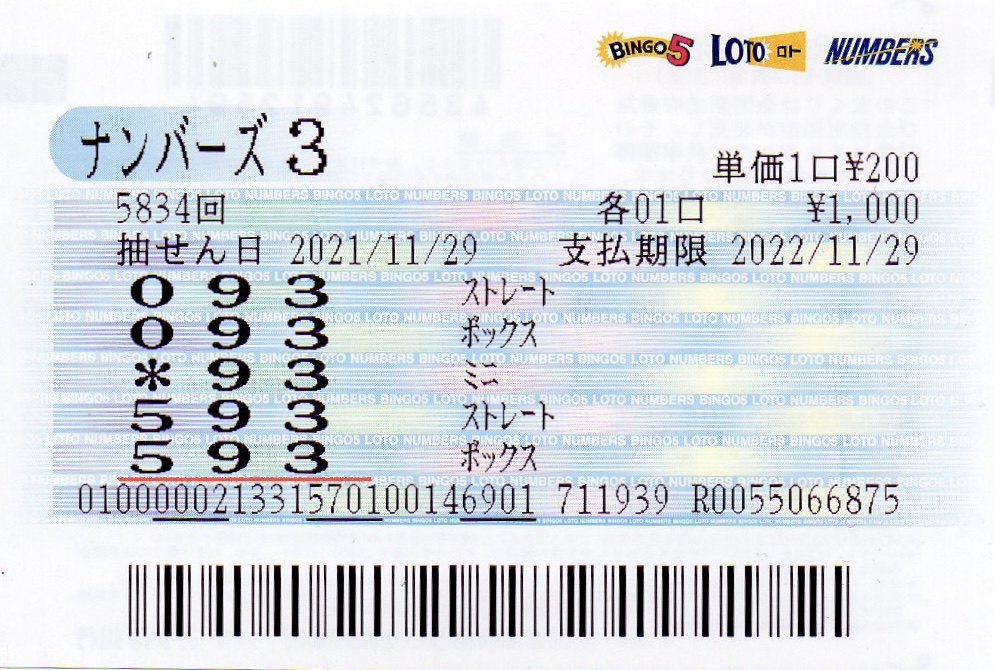 BINGO5 LOTO ロト NUMBERS
ナンバーズ 3
単価1口¥200
5834回 各01口 ¥1,000
抽せん日 2021/11/29 支払期限 2022/11/29
0 9 3 ストレート
0 9 3 ボックス
* 9 3 ミニ
5 9 3 ストレート
5 9 3 ボックス
010000021331570100146901 711939 R0055066875